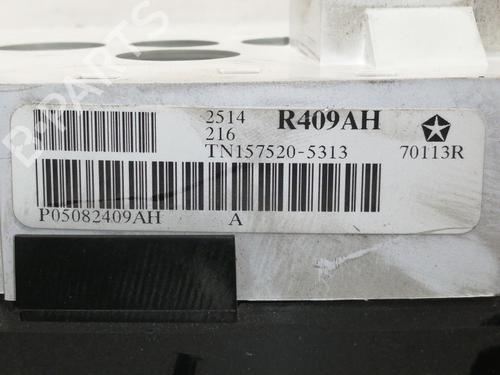 2514 R409AH
216
TN157520-5313 70113R
P05082409AH A
B-PARTS